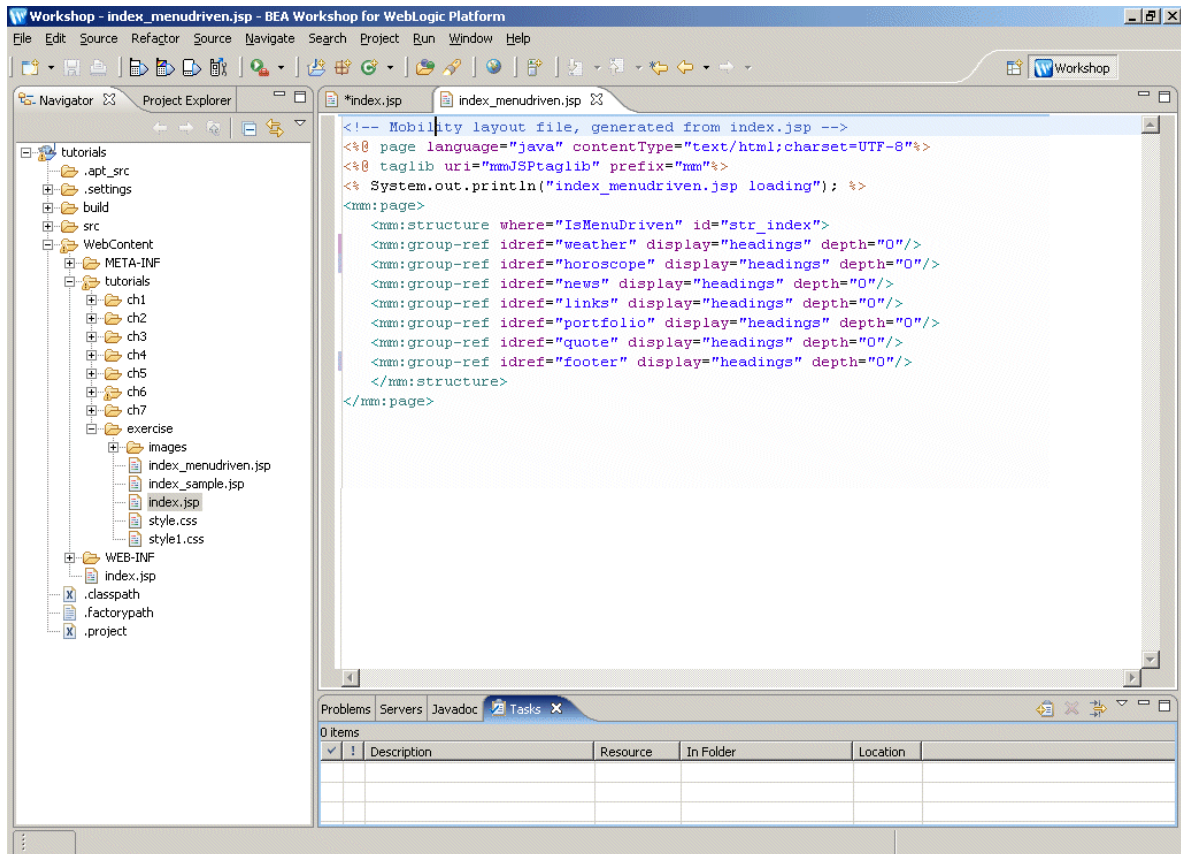 Workshop - index_menudriven.jsp - BEA Workshop for WebLogic Platform
File Edit Source Refactor Source Navigate Search Project Run Window Help
Workshop
Navigator Project Explorer
*index.jsp index_menudriven.jsp
tutorials
.apt_src
.settings
build
src
WebContent
META-INF
tutorials
ch1
ch2
ch3
ch4
ch5
ch6
ch7
exercise
images
index_menudriven.jsp
index_sample.jsp
index.jsp
style.css
style1.css
WEB-INF
index.jsp
.classpath
.factorypath
.project
<!-- Mobility layout file, generated from index.jsp -->
<%@ page language="java" contentType="text/html;charset=UTF-8"%>
<%@ taglib uri="mmJSPtaglib" prefix="mm"%>
<% System.out.println("index_menudriven.jsp loading"); %>
<mm:page>
<mm:structure where="IsMenuDriven" id="str_index">
<mm:group-ref idref="weather" display="headings" depth="0"/>
<mm:group-ref idref="horoscope" display="headings" depth="0"/>
<mm:group-ref idref="news" display="headings" depth="0"/>
<mm:group-ref idref="links" display="headings" depth="0"/>
<mm:group-ref idref="portfolio" display="headings" depth="0"/>
<mm:group-ref idref="quote" display="headings" depth="0"/>
<mm:group-ref idref="footer" display="headings" depth="0"/>
</mm:structure>
</mm:page>
Problems Servers Javadoc Tasks
0 items
! Description Resource In Folder Location